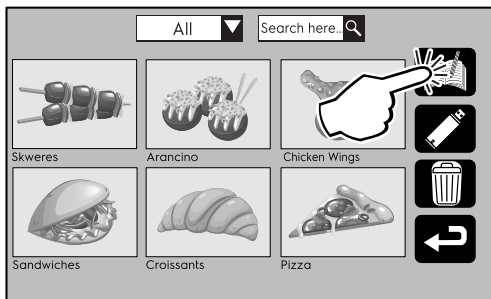 All
Search here..
Skweres
Arancino
Chicken Wings
Sandwiches
Croissants
Pizza